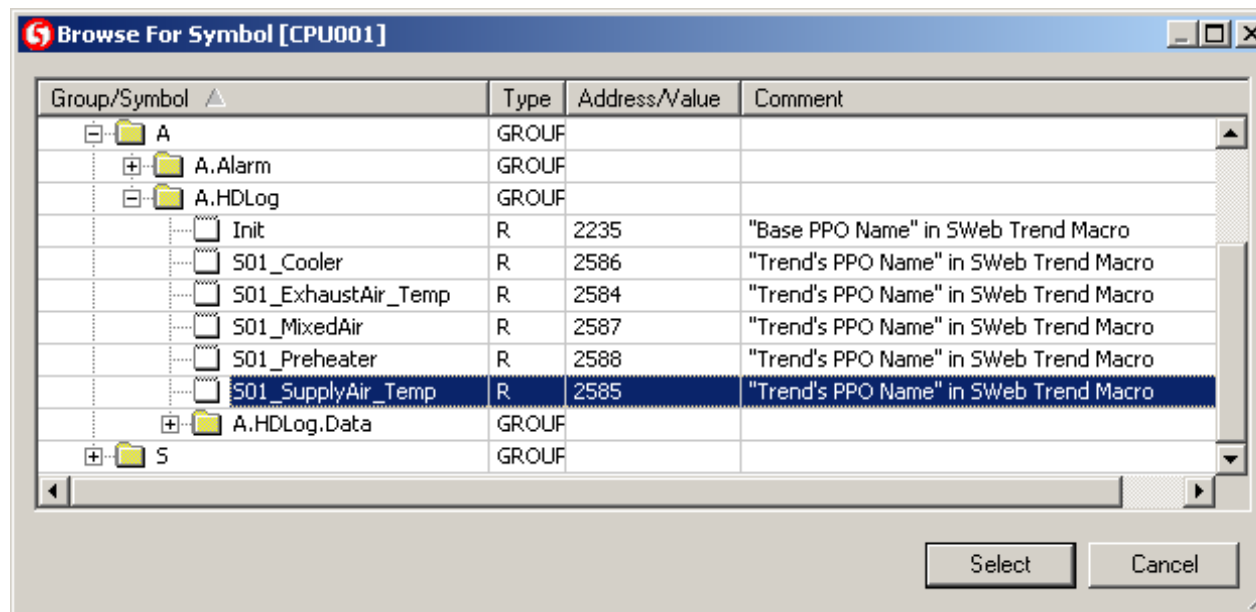 Browse For Symbol [CPU001]
Group/Symbol Type Address/Value Comment
A GROUP
A.Alarm GROUP
A.HDLog GROUP
Init R 2235 "Base PPO Name" in SWeb Trend Macro
S01_Cooler R 2586 "Trend's PPO Name" in SWeb Trend Macro
S01_ExhaustAir_Temp R 2584 "Trend's PPO Name" in SWeb Trend Macro
S01_MixedAir R 2587 "Trend's PPO Name" in SWeb Trend Macro
S01_Preheater R 2588 "Trend's PPO Name" in SWeb Trend Macro
S01_SupplyAir_Temp R 2585 "Trend's PPO Name" in SWeb Trend Macro
A.HDLog.Data GROUP
S GROUP
Select Cancel